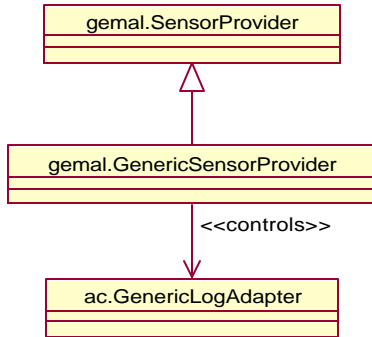 gemal.SensorProvider
gemal.GenericSensorProvider
<<controls>>
ac.GenericLogAdapter